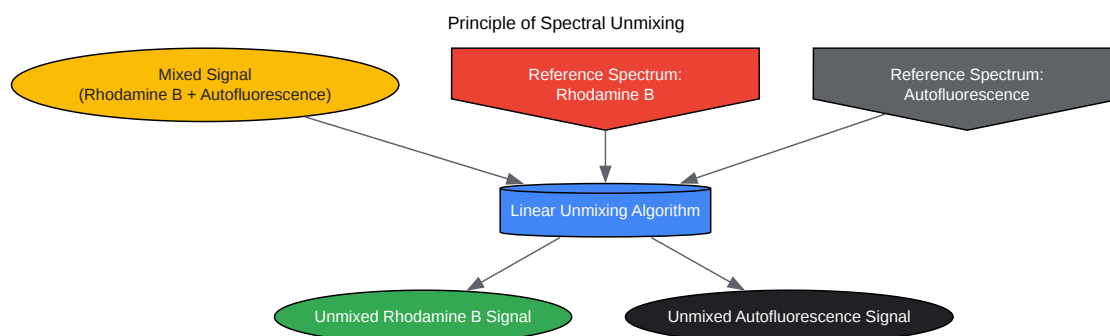 Principle of Spectral Unmixing
Mixed Signal
(Rhodamine B + Autofluorescence)
Reference Spectrum:
Rhodamine B
Reference Spectrum:
Autofluorescence
Linear Unmixing Algorithm
Unmixed Rhodamine B Signal
Unmixed Autofluorescence Signal